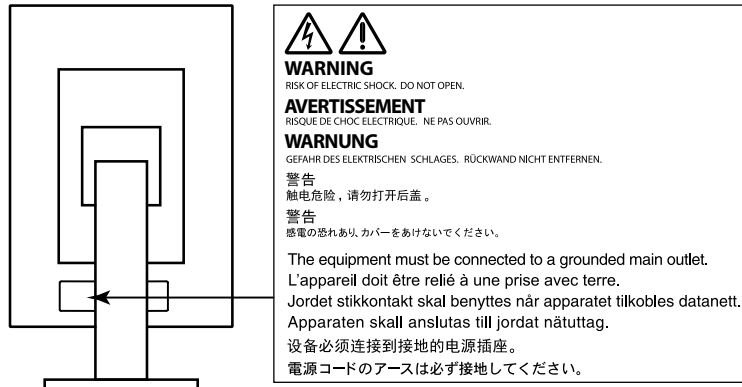 WARNING
RISK OF ELECTRIC SHOCK. DO NOT OPEN.
AVERTISSEMENT
RISQUE DE CHOC ELECTRIQUE. NE PAS OUVRIR.
WARNUNG
GEFAHR DES ELEKTRISCHEN SCHLAGES. RÜCKWAND NICHT ENTFERNEN.
警告
触电危险，请勿打开后盖。
警告
感電の恐れあり、カバーをあけないでください。
The equipment must be connected to a grounded main outlet.
L'appareil doit être relié à une prise avec terre.
Jordet stikkontakt skal benyttes når apparatet tilkobles datanett.
Apparaten skall anslutas till jordat nätuttag.
设备必须连接到接地的电源插座。
電源コードのアースは必ず接地してください。